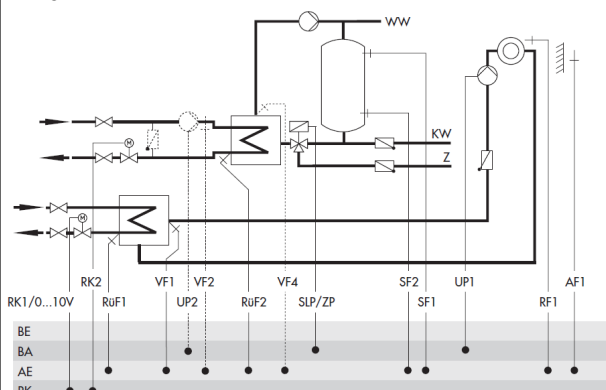 WW
KW
Z
M
M
RK2 VF1 VF2 VF4 SF2 UP1 AF1
RK1/0...10V RüF1 UP2 RüF2 SLP/ZP SF1 RF1
BE
BA
AE
RK